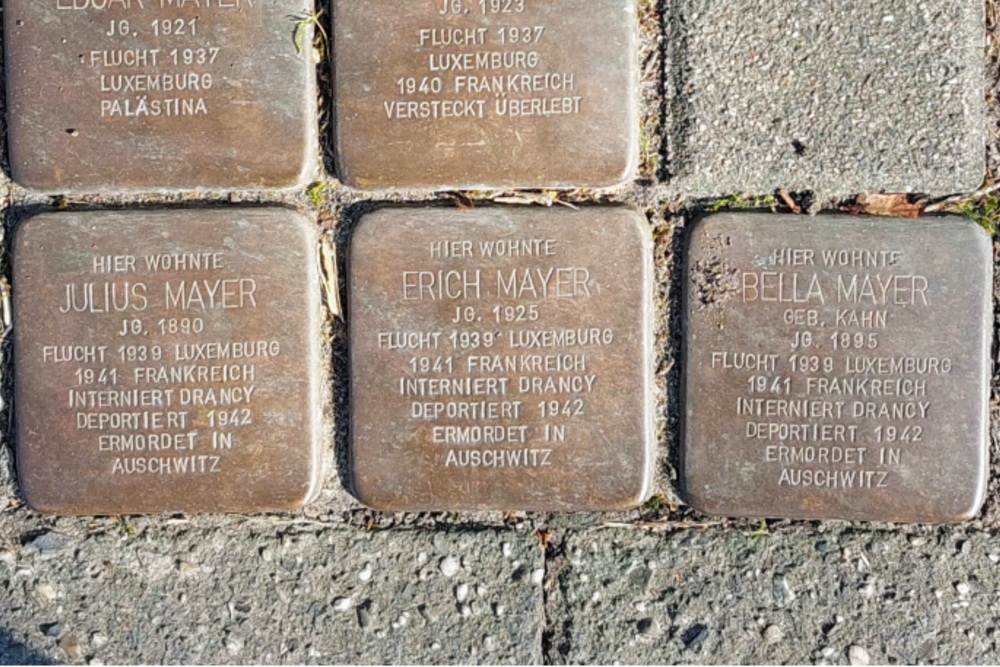 EDGAR MAYER
JG. 1921
FLUCHT 1937
LUXEMBURG
PALÄSTINA
JG. 1923
FLUCHT 1937
LUXEMBURG
1940 FRANKREICH
VERSTECKT ÜBERLEBT
HIER WOHNTE
JULIUS MAYER
JG. 1890
FLUCHT 1939 LUXEMBURG
1941 FRANKREICH
INTERNIERT DRANCY
DEPORTIERT 1942
ERMORDET IN
AUSCHWITZ
HIER WOHNTE
ERICH MAYER
JG. 1925
FLUCHT 1939 LUXEMBURG
1941 FRANKREICH
INTERNIERT DRANCY
DEPORTIERT 1942
ERMORDET IN
AUSCHWITZ
HIER WOHNTE
BELLA MAYER
GEB. KAHN
JG. 1895
FLUCHT 1939 LUXEMBURG
1941 FRANKREICH
INTERNIERT DRANCY
DEPORTIERT 1942
ERMORDET IN
AUSCHWITZ